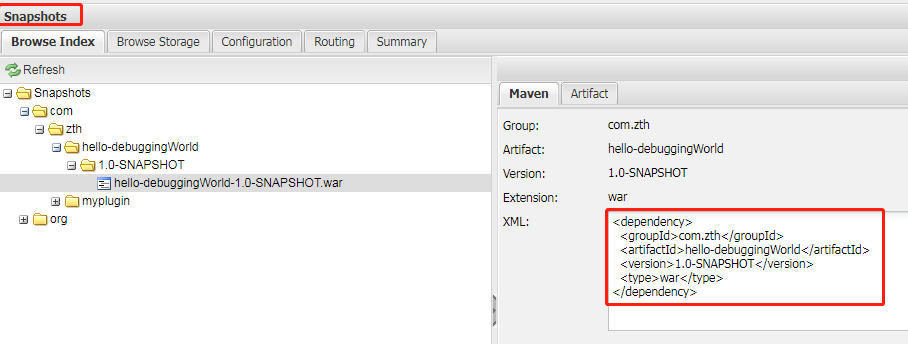 Snapshots
Browse Index Browse Storage Configuration Routing Summary
Refresh
Snapshots
com
zth
hello-debuggingWorld
1.0-SNAPSHOT
hello-debuggingWorld-1.0-SNAPSHOT.war
myplugin
org
Maven Artifact
Group: com.zth
Artifact: hello-debuggingWorld
Version: 1.0-SNAPSHOT
Extension: war
XML:
<dependency>
<groupId>com.zth</groupId>
<artifactId>hello-debuggingWorld</artifactId>
<version>1.0-SNAPSHOT</version>
<type>war</type>
</dependency>